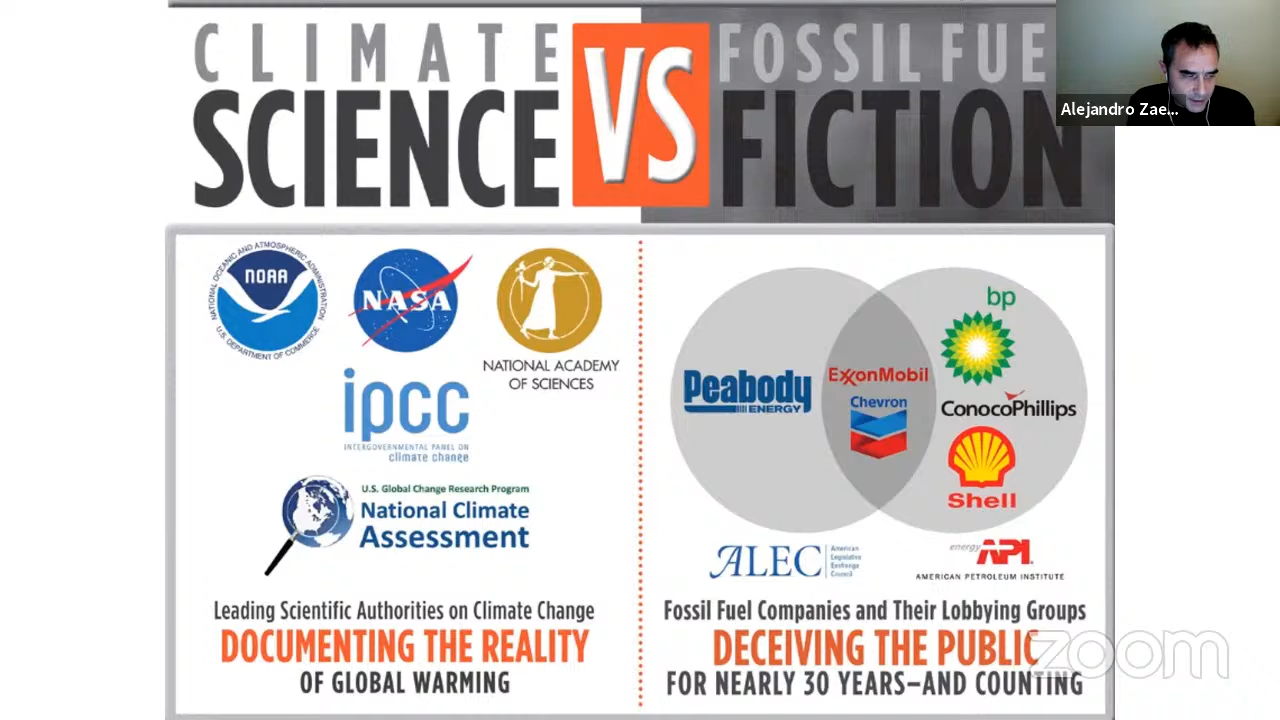 CLIMATE
SCIENCE
VS
FOSSIL FUE
FICTION
Alejandro Zae...
NATIONAL OCEANIC AND ATMOSPHERIC ADMINISTRATION
NOAA
U.S. DEPARTMENT OF COMMERCE
NASA
NATIONAL ACADEMY
OF SCIENCES
ipcc
INTERGOVERNMENTAL PANEL ON
climate change
U.S. Global Change Research Program
National Climate
Assessment
Leading Scientific Authorities on Climate Change
DOCUMENTING THE REALITY
OF GLOBAL WARMING
Peabody
ENERGY
ExxonMobil
Chevron
bp
ConocoPhillips
Shell
ALEC
American
Legislative
Exchange
Council
energy API
AMERICAN PETROLEUM INSTITUTE
Fossil Fuel Companies and Their Lobbying Groups
DECEIVING THE PUBLIC
FOR NEARLY 30 YEARS–AND COUNTING
zoom